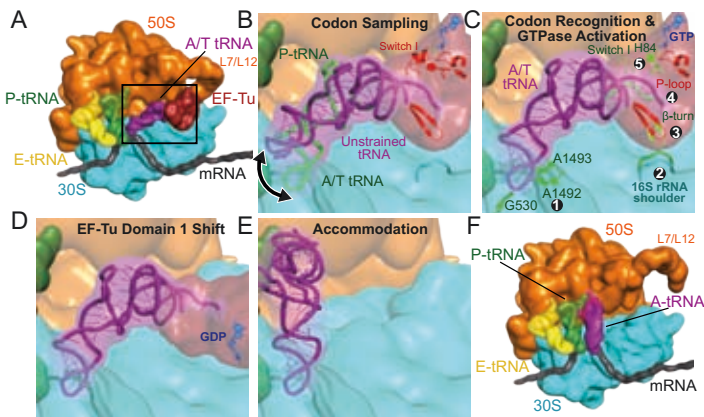 A
50S
A/T tRNA
L7/L12
P-tRNA
EF-Tu
E-tRNA
30S
mRNA
B
Codon Sampling
P-tRNA
Switch I
Unstrained
tRNA
A/T tRNA
C
Codon Recognition &
GTPase Activation
GTP
Switch I
H84
5
A/T
tRNA
P-loop
4
β-turn
3
A1493
2
16S rRNA
shoulder
A1492
G530
1
D
EF-Tu Domain 1 Shift
GDP
E
Accommodation
F
50S
L7/L12
P-tRNA
A-tRNA
E-tRNA
mRNA
30S